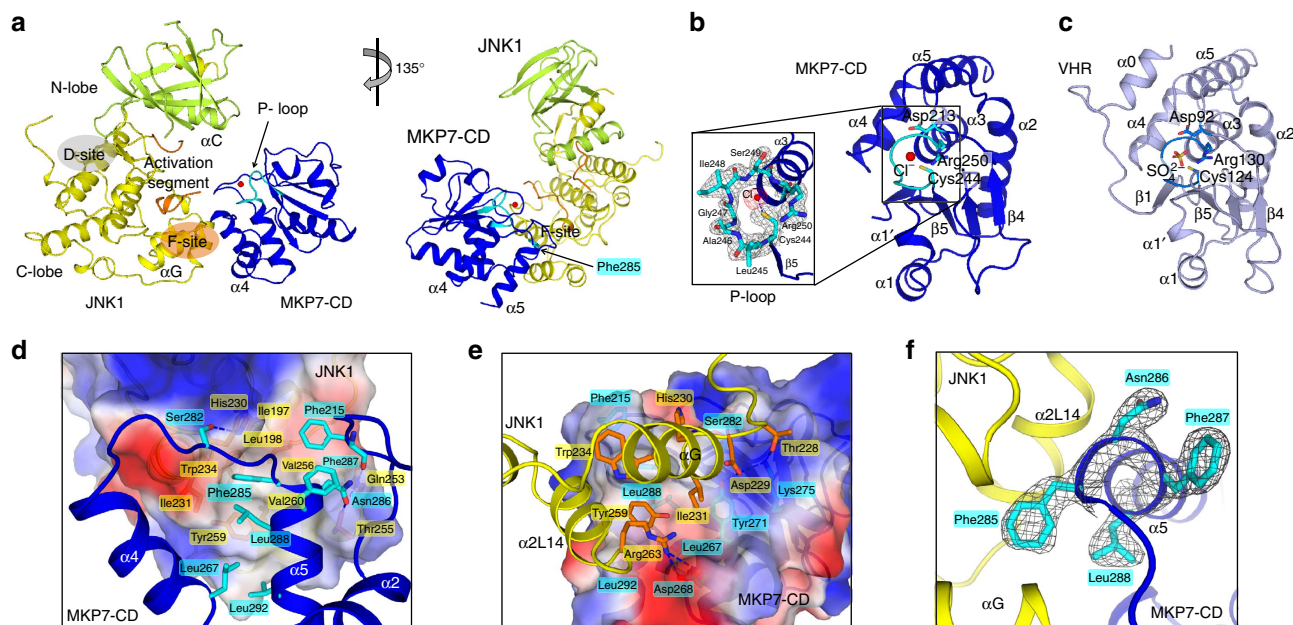 a
N-lobe
αC
P- loop
D-site
Activation
segment
F-site
C-lobe
αG
α4
JNK1
MKP7-CD
135°
JNK1
MKP7-CD
F-site
Phe285
α4
α5
b
MKP7-CD
α5
α4
Asp213
α3
α2
Arg250
Cl⁻
Cys244
β4
β5
α1′
α1
α3
Ser249
Ile248
Cl⁻
Gly247
Arg250
Ala246
Cys244
Leu245
β5
P-loop
c
VHR
α0
α5
α4
Asp92
α3
α2
Arg130
SO₄²⁻
Cys124
β1
β5
β4
α1′
α1
d
JNK1
His230
Ile197
Phe215
Ser282
Leu198
Trp234
Val256
Phe287
Gln253
Phe285
Ile231
Val260
Asn286
Tyr259
Leu288
Thr255
α4
α5
α2
Leu267
Leu292
MKP7-CD
e
Phe215
His230
Ser282
JNK1
Trp234
αG
Thr228
Asp229
Leu288
Lys275
Tyr259
Ile231
Tyr271
α2L14
Arg263
Leu267
Leu292
Asp268
MKP7-CD
f
JNK1
Asn286
α2L14
Phe287
Phe285
α5
Leu288
αG
MKP7-CD